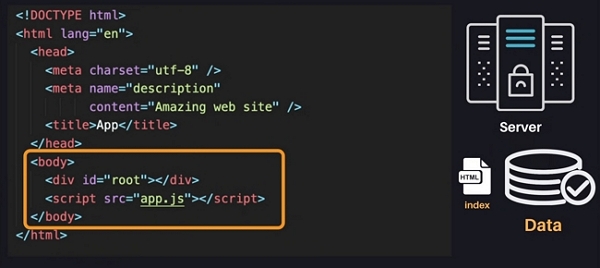 <!DOCTYPE html>
<html lang="en">
<head>
<meta charset="utf-8" />
<meta name="description"
content="Amazing web site" />
<title>App</title>
</head>
<body>
<div id="root"></div>
<script src="app.js"></script>
</body>
</html>
Server
HTML
index
Data